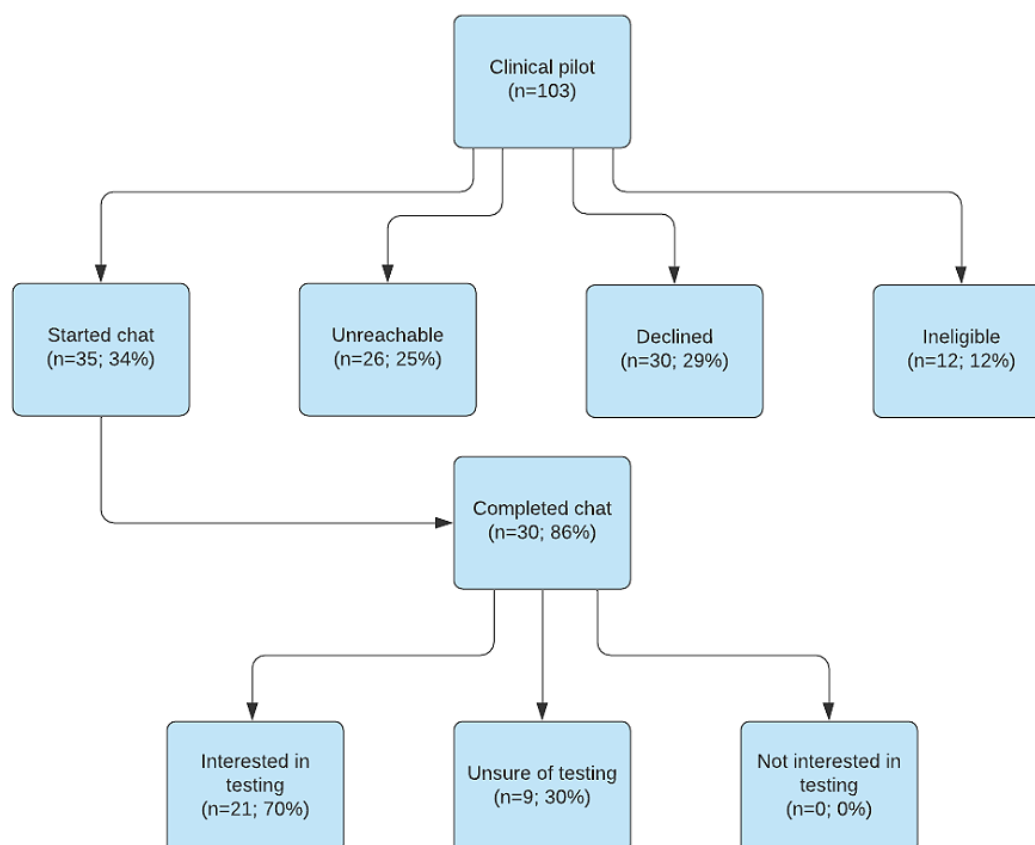 Clinical pilot
(n=103)
Started chat
(n=35; 34%)
Unreachable
(n=26; 25%)
Declined
(n=30; 29%)
Ineligible
(n=12; 12%)
Completed chat
(n=30; 86%)
Interested in
testing
(n=21; 70%)
Unsure of testing
(n=9; 30%)
Not interested in
testing
(n=0; 0%)